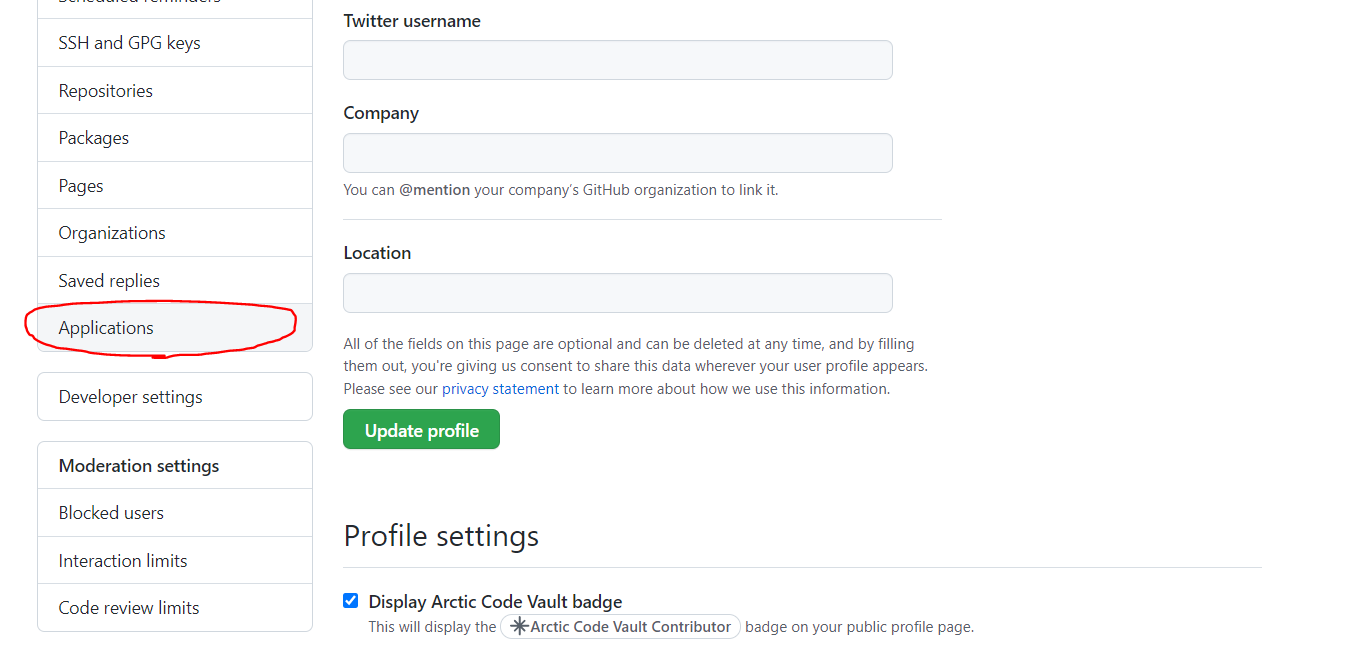 Scheduled reminders
SSH and GPG keys
Repositories
Packages
Pages
Organizations
Saved replies
Applications
Developer settings
Moderation settings
Blocked users
Interaction limits
Code review limits
Twitter username
Company
You can @mention your company's GitHub organization to link it.
Location
All of the fields on this page are optional and can be deleted at any time, and by filling
them out, you're giving us consent to share this data wherever your user profile appears.
Please see our privacy statement to learn more about how we use this information.
Update profile
Profile settings
Display Arctic Code Vault badge
This will display the Arctic Code Vault Contributor badge on your public profile page.